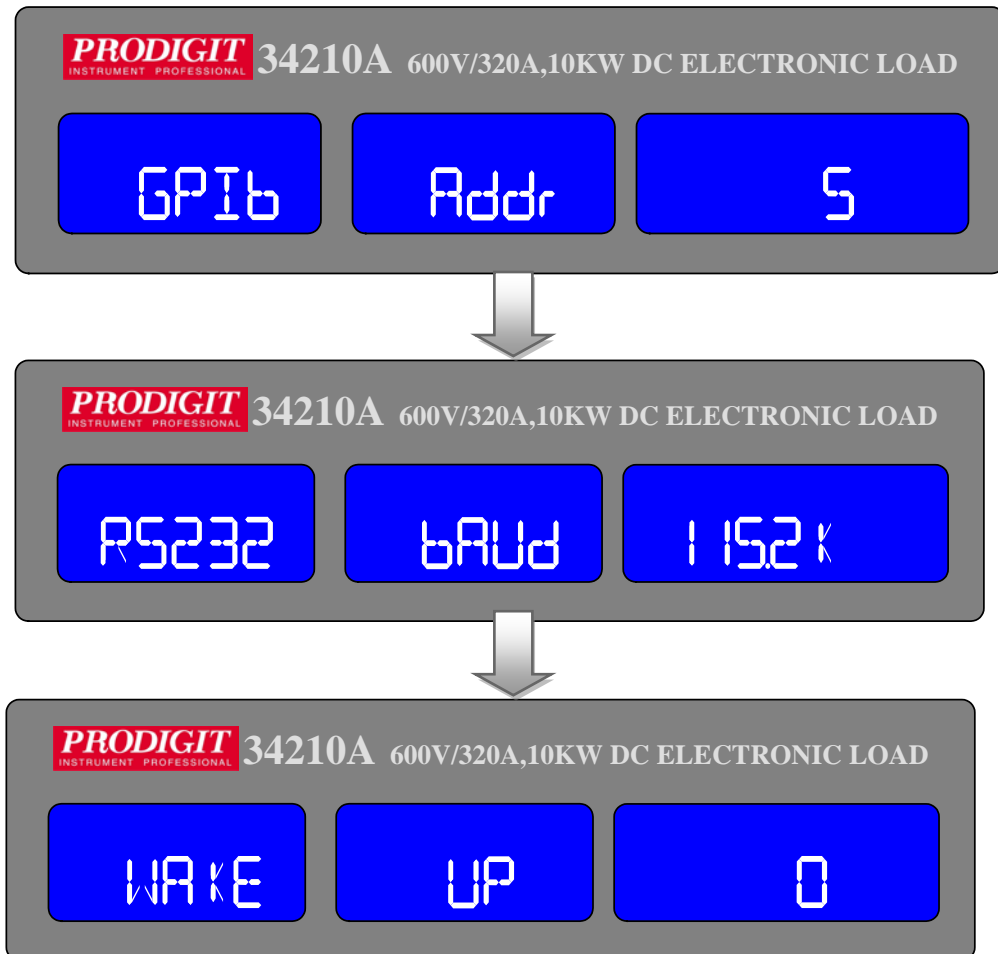 PRODIGIT
INSTRUMENT PROFESSIONAL
34210A 600V/320A,10KW DC ELECTRONIC LOAD
GPIb Addr 5
PRODIGIT
INSTRUMENT PROFESSIONAL
34210A 600V/320A,10KW DC ELECTRONIC LOAD
RS232 bAUd 115.2K
PRODIGIT
INSTRUMENT PROFESSIONAL
34210A 600V/320A,10KW DC ELECTRONIC LOAD
WAKE UP 0